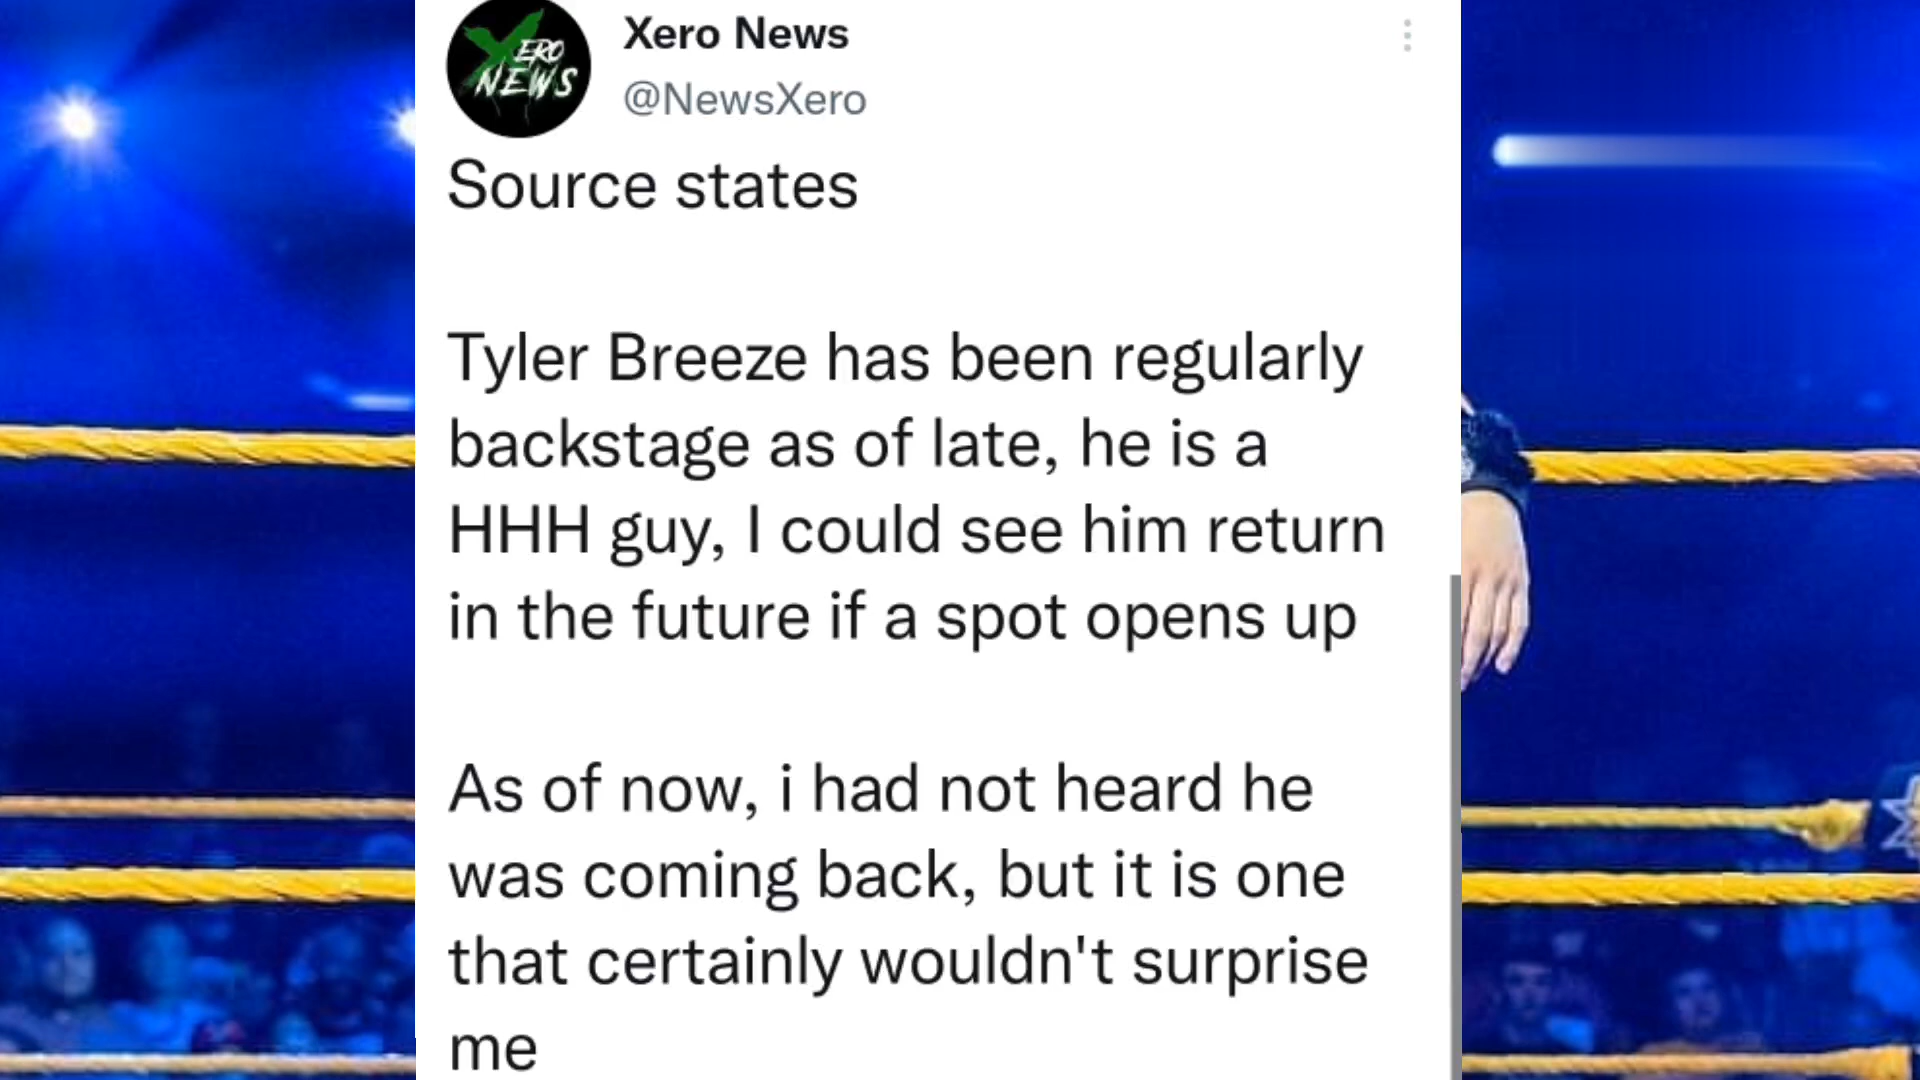 XERO
NEWS
Xero News
@NewsXero
Source states
Tyler Breeze has been regularly
backstage as of late, he is a
HHH guy, I could see him return
in the future if a spot opens up
As of now, i had not heard he
was coming back, but it is one
that certainly wouldn't surprise
me